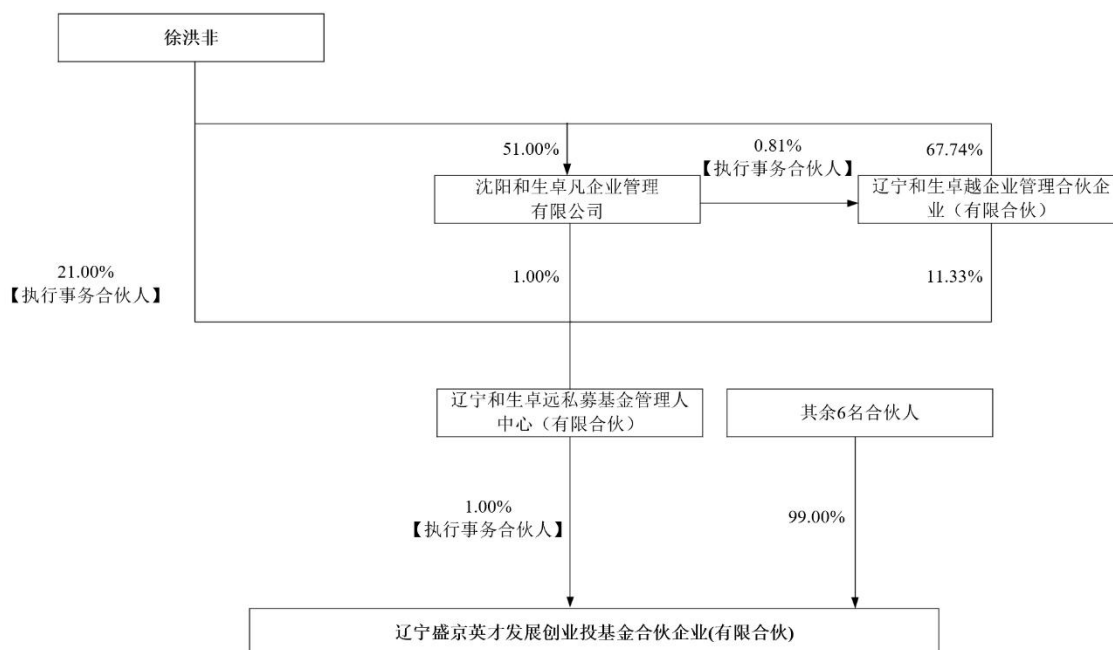 徐洪非
51.00%
0.81%
【执行事务合伙人】
67.74%
沈阳和生卓凡企业管理
有限公司
辽宁和生卓越企业管理合伙企
业（有限合伙）
21.00%
【执行事务合伙人】
1.00%
11.33%
辽宁和生卓远私募基金管理人
中心（有限合伙）
其余6名合伙人
1.00%
【执行事务合伙人】
99.00%
辽宁盛京英才发展创业投基金合伙企业(有限合伙)